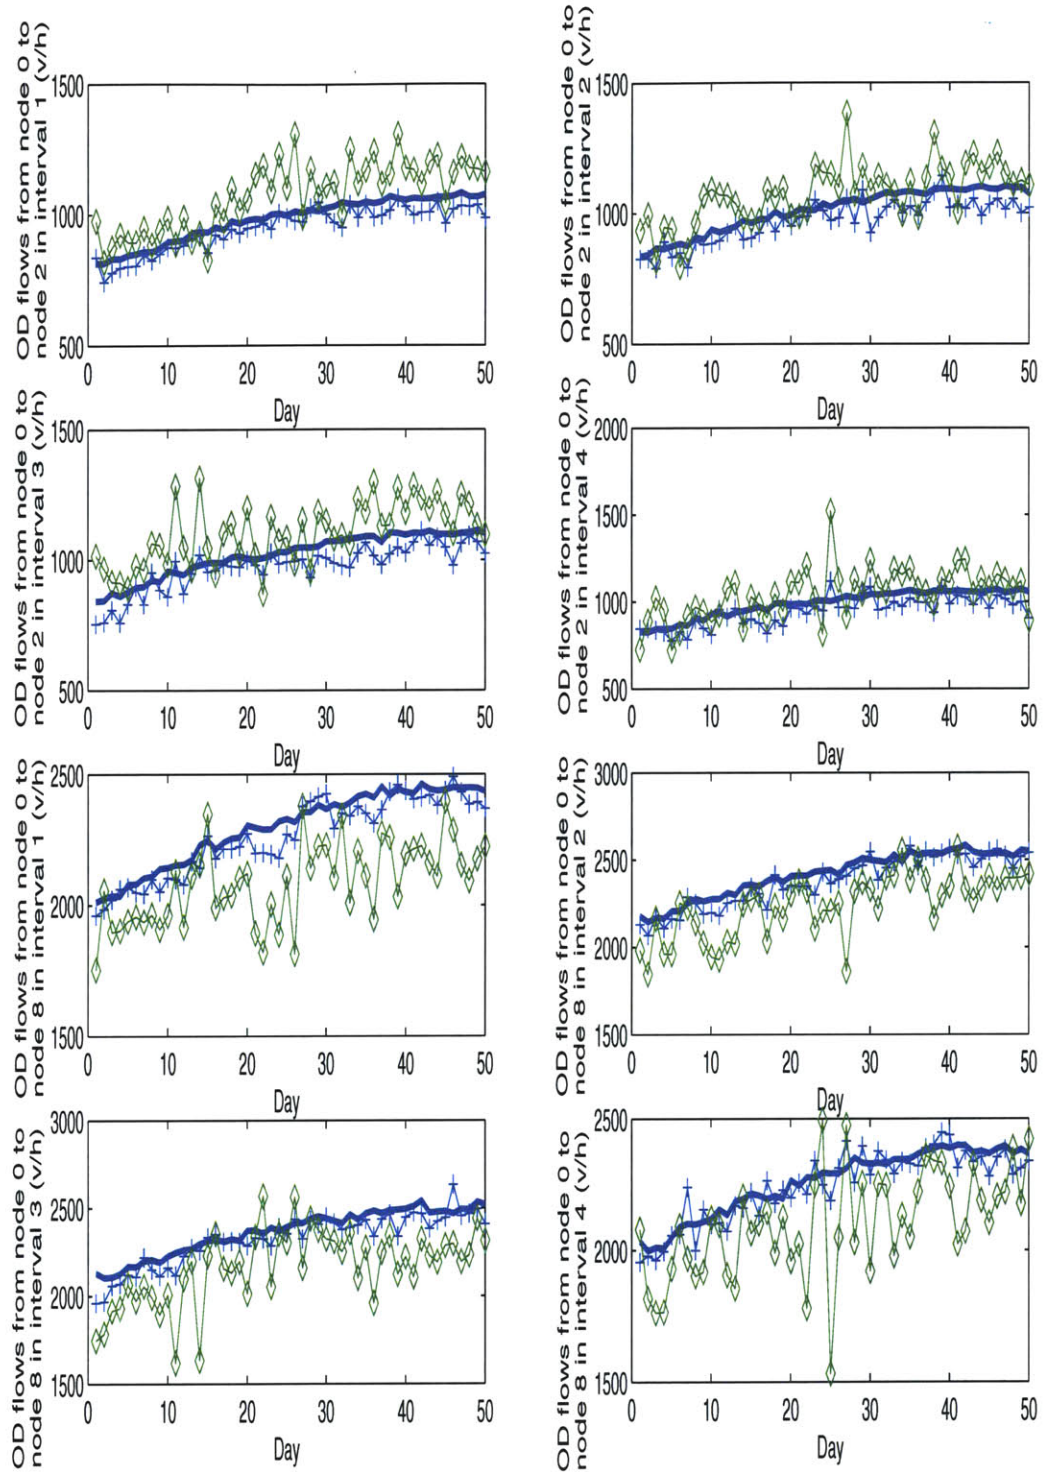 OD flows from node 0 to
node 2 in interval 1 (v/h)
1500
1000
500
0 10 20 30 40 50
Day
OD flows from node 0 to
node 2 in interval 2 (v/h)
1500
1000
500
0 10 20 30 40 50
Day
OD flows from node 0 to
node 2 in interval 3 (v/h)
1500
1000
500
0 10 20 30 40 50
Day
OD flows from node 0 to
node 2 in interval 4 (v/h)
2000
1500
1000
500
0 10 20 30 40 50
OD flows from node 0 to
node 8 in interval 1 (v/h)
2500
2000
1500
0 10 20 30 40 50
Day
OD flows from node 0 to
node 8 in interval 2 (v/h)
3000
2500
2000
1500
0 10 20 30 40 50
Day
OD flows from node 0 to
node 8 in interval 3 (v/h)
3000
2500
2000
1500
0 10 20 30 40 50
Day
OD flows from node 0 to
node 8 in interval 4 (v/h)
2500
2000
1500
0 10 20 30 40 50
Day